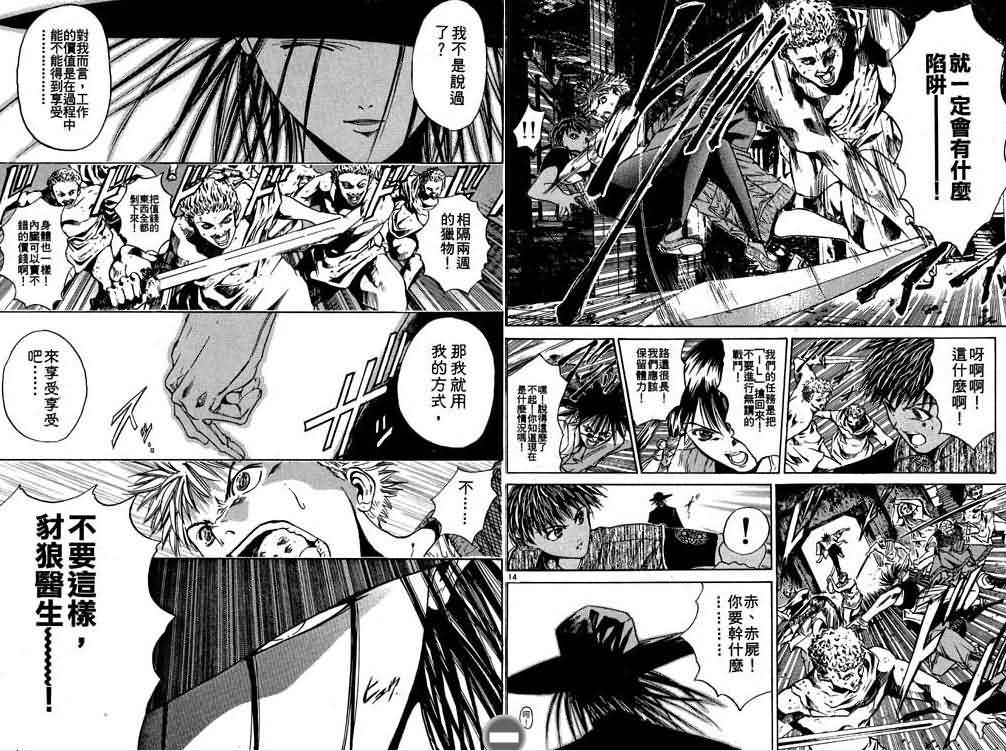 就一定會有什麼
陷阱——！
!!
呀啊啊！
這什麼啊！
我們的任務是把
「IL」搶回來！
不要進行無謂的
戰鬥！
路還很長！
我們應該
保留體力！
嘿！說得這麼了
不起！你知道現在
是什麼情況嗎！
！
14
赤、赤屍！
你要幹什麼
…………
呵！
我不是說過
了？
對我而言，工作
的價值是在過程中
能不能得到享受
…………
相隔兩週
的獵物！
把值錢的
東西全都
剝下來！
身體也一樣！
內臟可以賣不
錯的價錢啊！
那我就用
我的方式，
來享受享受
吧……
不……
不要這樣，
豺狼醫生～～～！